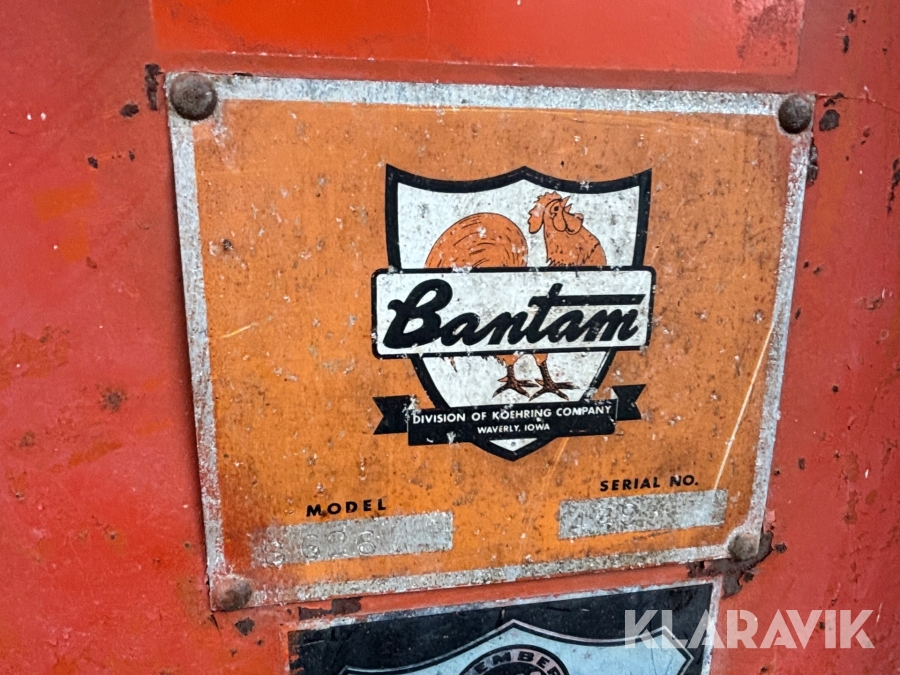 Bantam
DIVISION OF KOEHRING COMPANY
WAVERLY, IOWA
SERIAL NO.
MODEL
KLARAVIK